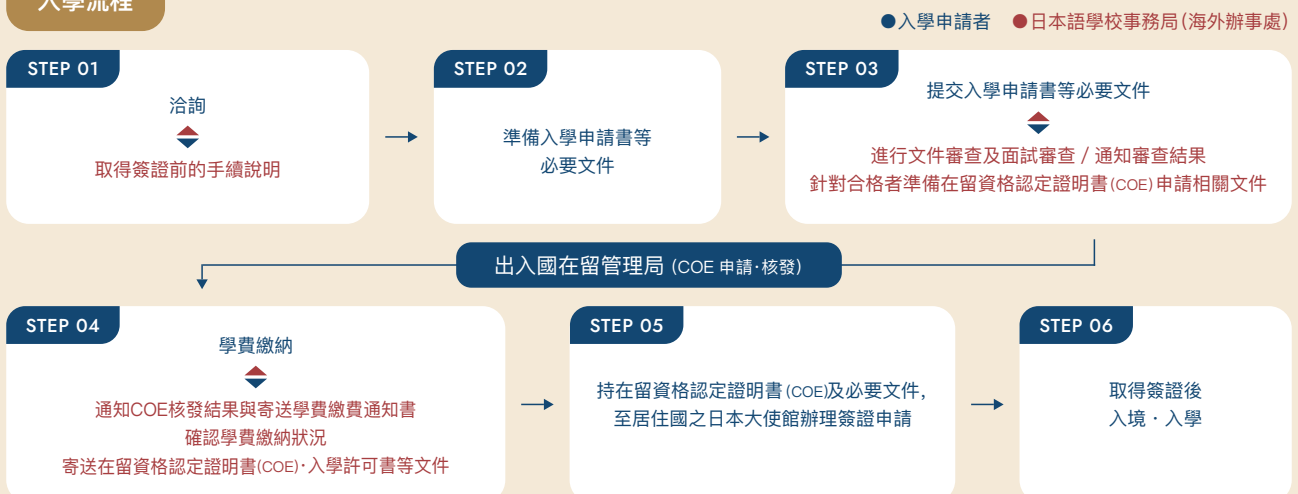 入學流程
●入學申請者 ●日本語學校事務局(海外辦事處)
STEP 01
洽詢
取得簽證前的手續說明
STEP 02
準備入學申請書等
必要文件
STEP 03
提交入學申請書等必要文件
進行文件審查及面試審查 / 通知審查結果
針對合格者準備在留資格認定證明書(COE)申請相關文件
出入國在留管理局 (COE 申請·核發)
STEP 04
學費繳納
通知COE核發結果與寄送學費繳費通知書
確認學費繳納狀況
寄送在留資格認定證明書(COE)·入學許可書等文件
STEP 05
持在留資格認定證明書(COE)及必要文件,
至居住國之日本大使館辦理簽證申請
STEP 06
取得簽證後
入境·入學